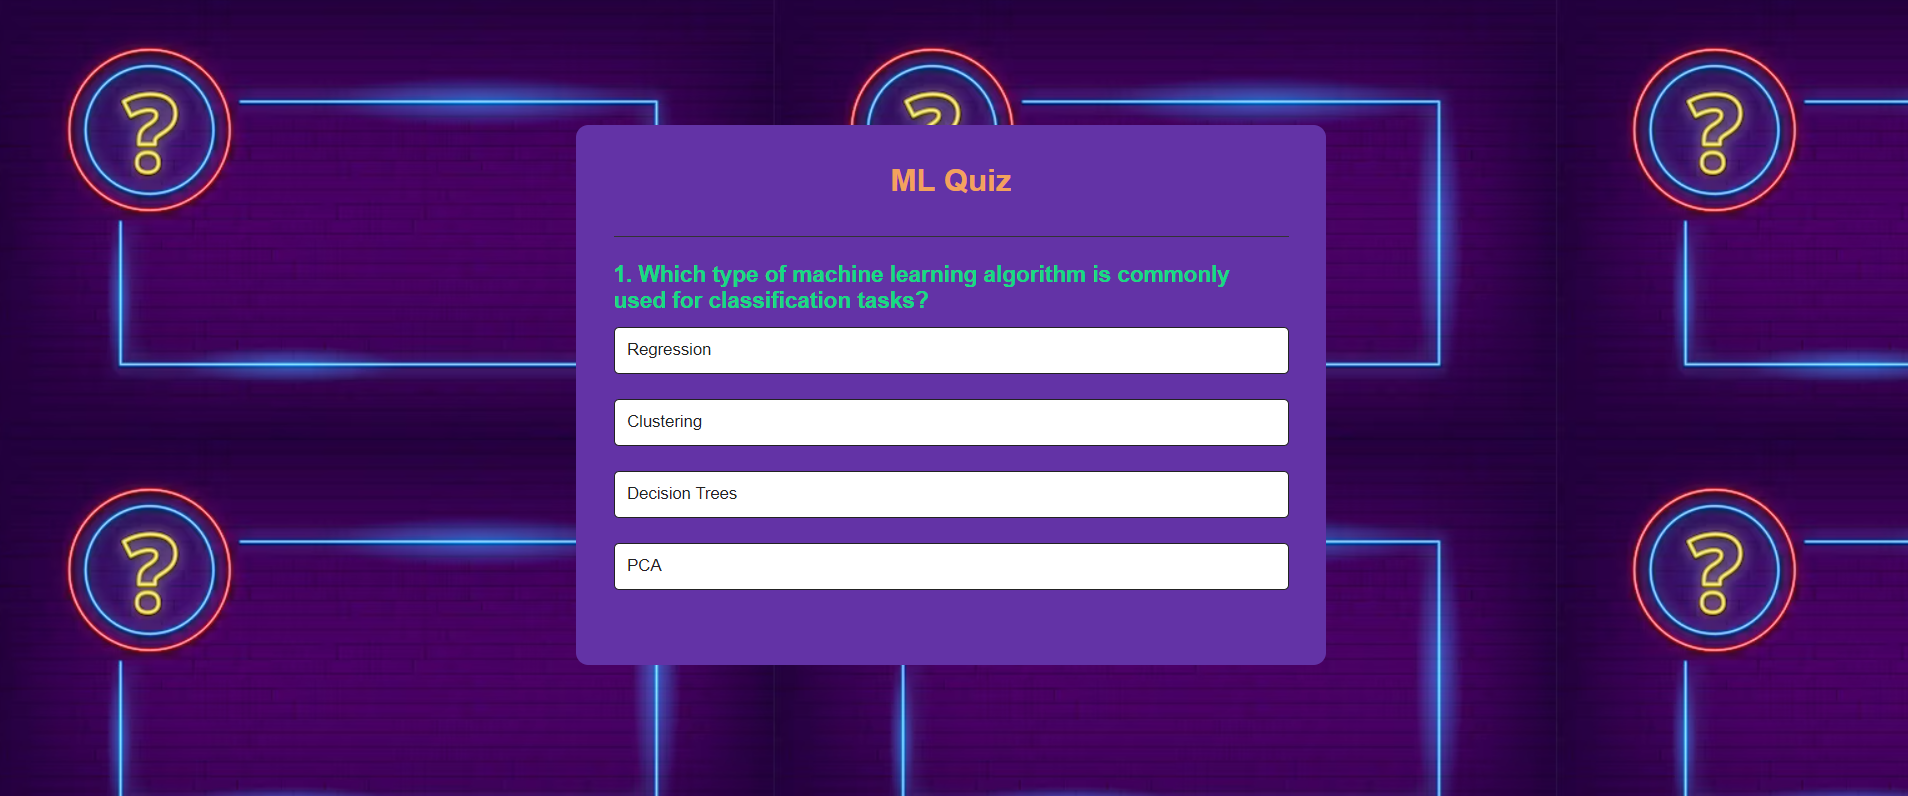 ML Quiz
1. Which type of machine learning algorithm is commonly
used for classification tasks?
Regression
Clustering
Decision Trees
PCA